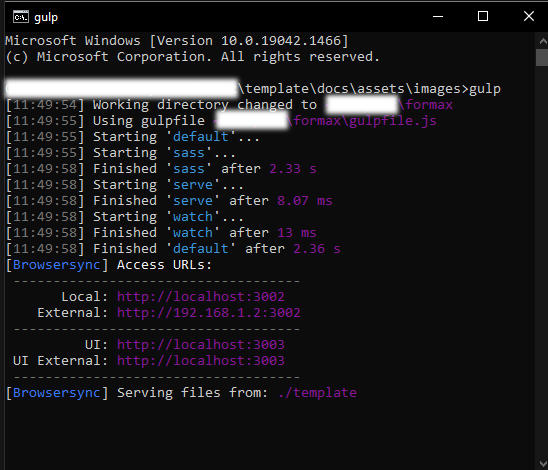 gulp
Microsoft Windows [Version 10.0.19042.1466]
(c) Microsoft Corporation. All rights reserved.
\template\docs\assets\images>gulp
[11:49:54] Working directory changed to \formax
[11:49:55] Using gulpfile \formax\gulpfile.js
[11:49:55] Starting 'default'...
[11:49:55] Starting 'sass'...
[11:49:58] Finished 'sass' after 2.33 s
[11:49:58] Starting 'serve'...
[11:49:58] Finished 'serve' after 8.07 ms
[11:49:58] Starting 'watch'...
[11:49:58] Finished 'watch' after 13 ms
[11:49:58] Finished 'default' after 2.36 s
[Browsersync] Access URLs:
------------------------------------
Local: http://localhost:3002
External: http://192.168.1.2:3002
------------------------------------
UI: http://localhost:3003
UI External: http://localhost:3003
------------------------------------
[Browsersync] Serving files from: ./template